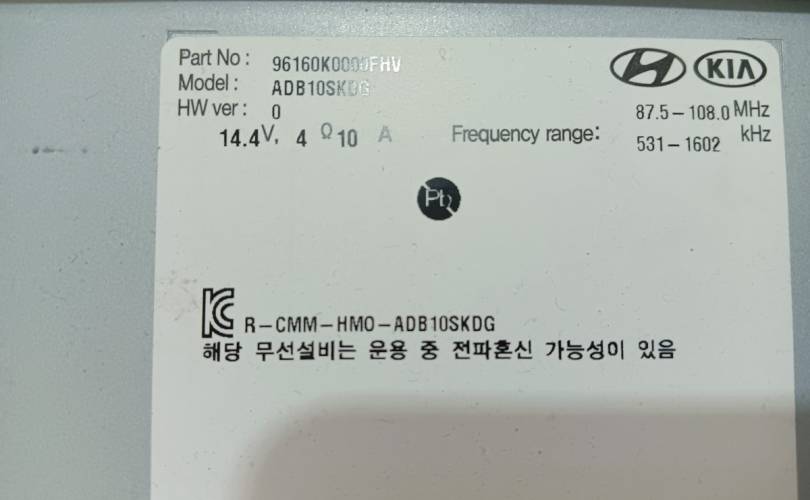 Part No : 96160K0000FHV
Model : ADB10SKDG
HW ver : 0
14.4V, 4 Ω 10 A
Frequency range: 87.5-108.0 MHz
531-1602 kHz
KIA
Pb
R-CMM-HMO-ADB10SKDG
해당 무선설비는 운용 중 전파혼신 가능성이 있음